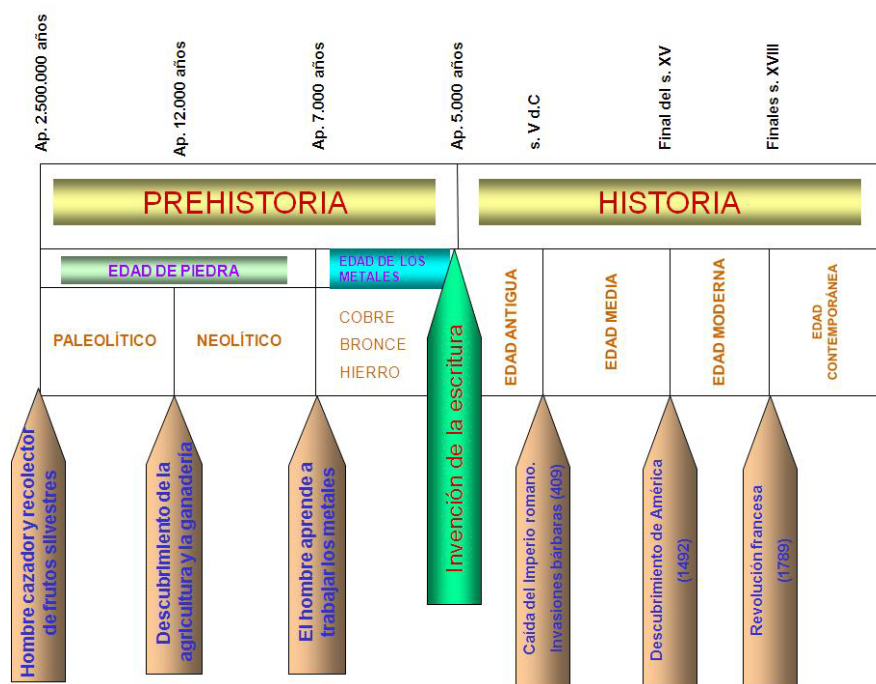 Ap. 2.500.000 años
Ap. 12.000 años
Ap. 7.000 años
Ap. 5.000 años
s. V d.C
Final del s. XV
Finales s. XVIII
PREHISTORIA
HISTORIA
EDAD DE PIEDRA
EDAD DE LOS
METALES
PALEOLÍTICO
NEOLÍTICO
COBRE
BRONCE
HIERRO
Invención de la escritura
EDAD ANTIGUA
EDAD MEDIA
EDAD MODERNA
EDAD
CONTEMPORÁNEA
Hombre cazador y recolector
de frutos silvestres
Descubrimiento de la
agricultura y la ganadería
El hombre aprende a
trabajar los metales
Caída del Imperio romano.
Invasiones bárbaras (409)
Descubrimiento de América
(1492)
Revolución francesa
(1789)